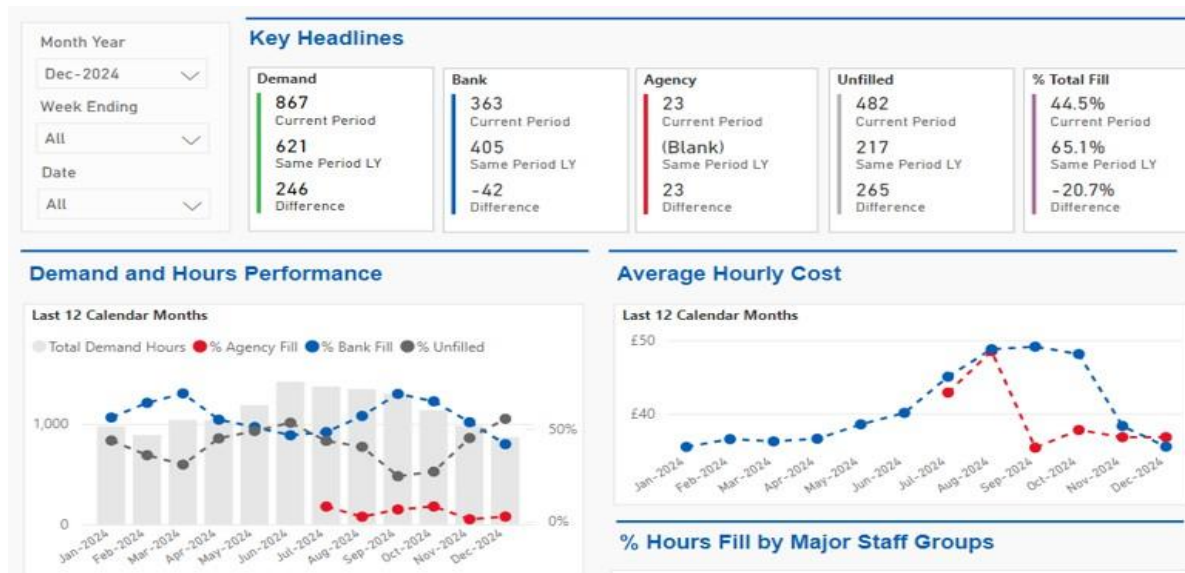 Month Year
Dec-2024
Week Ending
All
Date
All
Key Headlines
Demand
867
Current Period
621
Same Period LY
246
Difference
Bank
363
Current Period
405
Same Period LY
-42
Difference
Agency
23
Current Period
(Blank)
Same Period LY
23
Difference
Unfilled
482
Current Period
217
Same Period LY
265
Difference
% Total Fill
44.5%
Current Period
65.1%
Same Period LY
-20.7%
Difference
Demand and Hours Performance
Last 12 Calendar Months
Total Demand Hours % Agency Fill % Bank Fill % Unfilled
1,000
0
50%
0%
Jan-2024
Feb-2024
Mar-2024
Apr-2024
May-2024
Jun-2024
Jul-2024
Aug-2024
Sep-2024
Oct-2024
Nov-2024
Dec-2024
Average Hourly Cost
Last 12 Calendar Months
£50
£40
Jan-2024
Feb-2024
Mar-2024
Apr-2024
May-2024
Jun-2024
Jul-2024
Aug-2024
Sep-2024
Oct-2024
Nov-2024
Dec-2024
% Hours Fill by Major Staff Groups